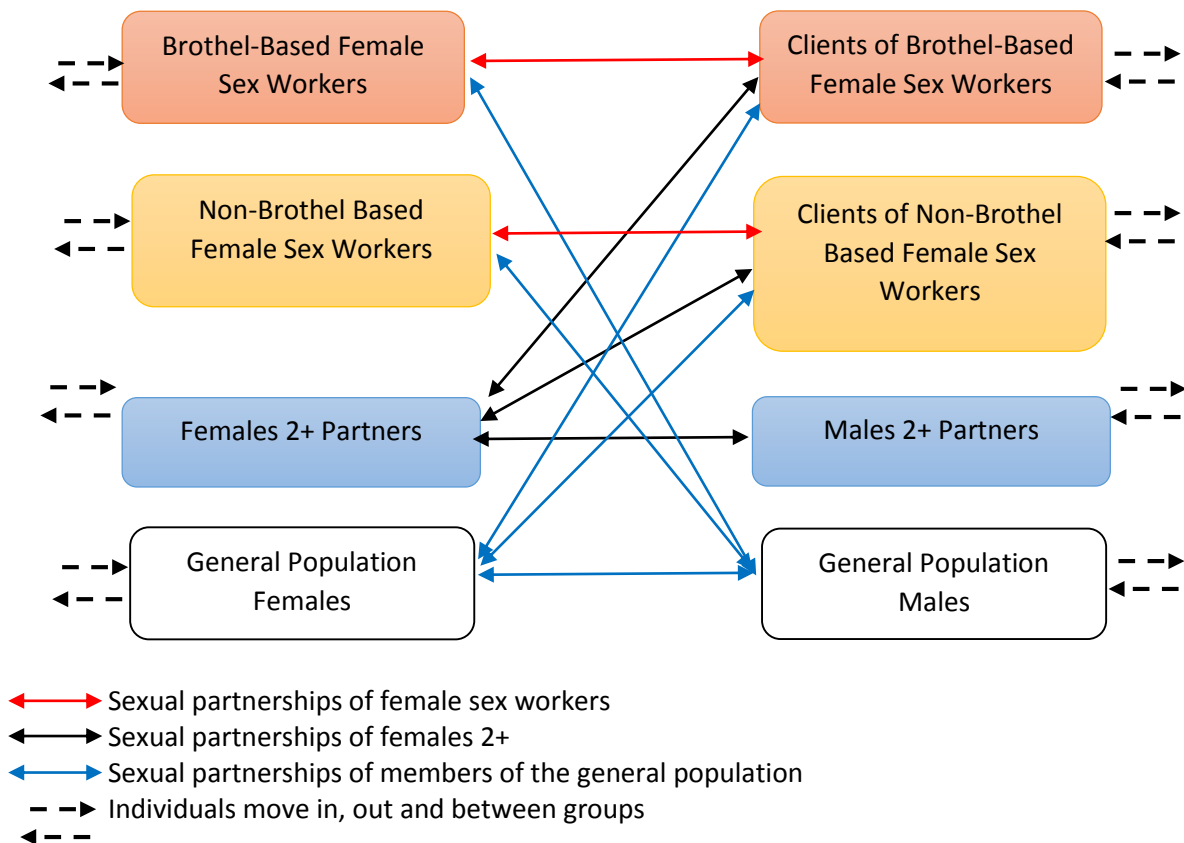 Brothel-Based Female
Sex Workers
Clients of Brothel-Based
Female Sex Workers
Non-Brothel Based
Female Sex Workers
Clients of Non-Brothel
Based Female Sex
Workers
Females 2+ Partners
Males 2+ Partners
General Population
Females
General Population
Males
Sexual partnerships of female sex workers
Sexual partnerships of females 2+
Sexual partnerships of members of the general population
Individuals move in, out and between groups